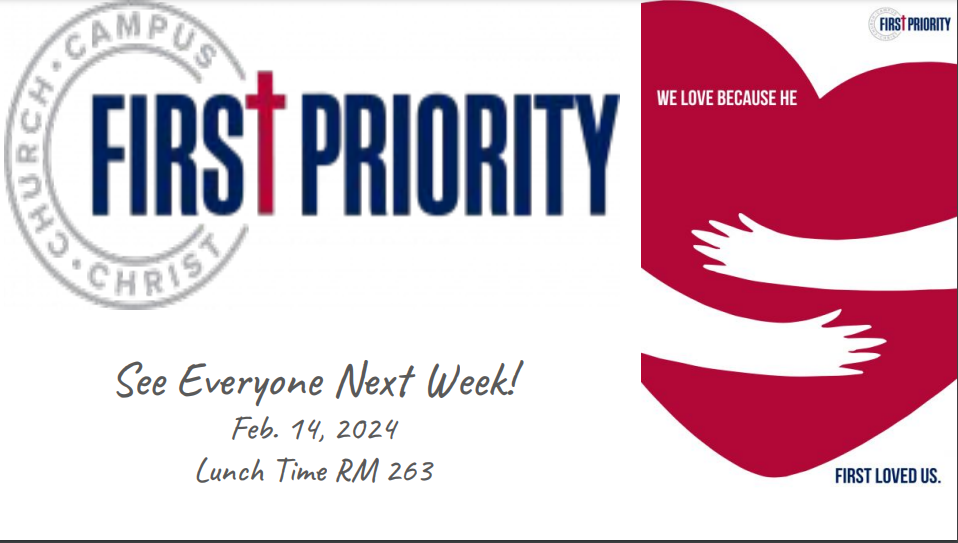 CHURCH • CAMPUS • CHRIST
FIRST PRIORITY
See Everyone Next Week!
Feb. 14, 2024
Lunch Time RM 263
FIRST PRIORITY
WE LOVE BECAUSE HE
FIRST LOVED US.